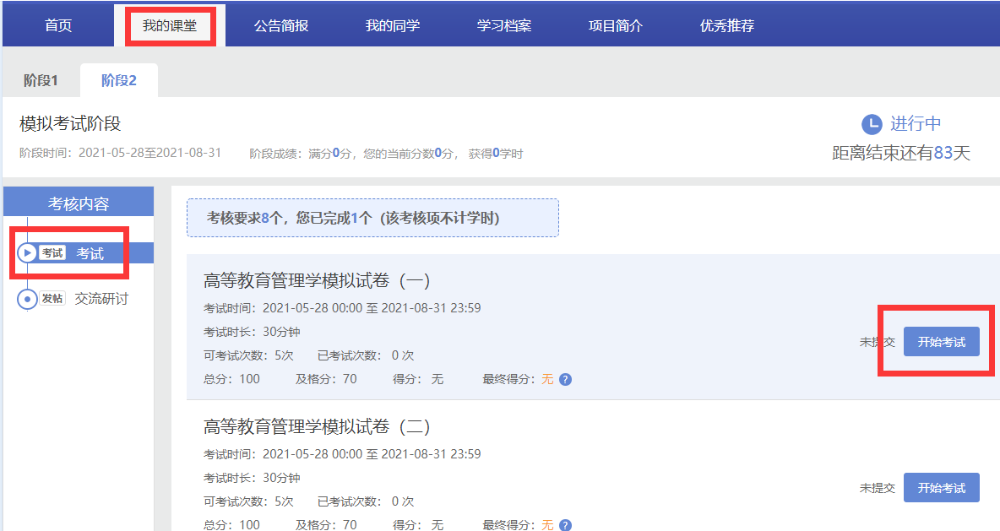 首页 我的课堂 公告简报 我的同学 学习档案 项目简介 优秀推荐
阶段1 阶段2
模拟考试阶段
进行中
阶段时间：2021-05-28至2021-08-31 阶段成绩：满分0分，您的当前分数0分， 获得0学时
距离结束还有83天
考核内容
考试 考试
发帖 交流研讨
考核要求8个，您已完成1个（该考核项不计学时）
高等教育管理学模拟试卷（一）
考试时间：2021-05-28 00:00 至 2021-08-31 23:59
考试时长：30分钟
可考试次数：5次 已考试次数： 0 次
总分：100 及格分：70 得分： 无 最终得分：无 ?
未提交 开始考试
高等教育管理学模拟试卷（二）
考试时间：2021-05-28 00:00 至 2021-08-31 23:59
考试时长：30分钟
可考试次数：5次 已考试次数： 0 次
总分：100 及格分：70 得分： 无 最终得分：无 ?
未提交 开始考试